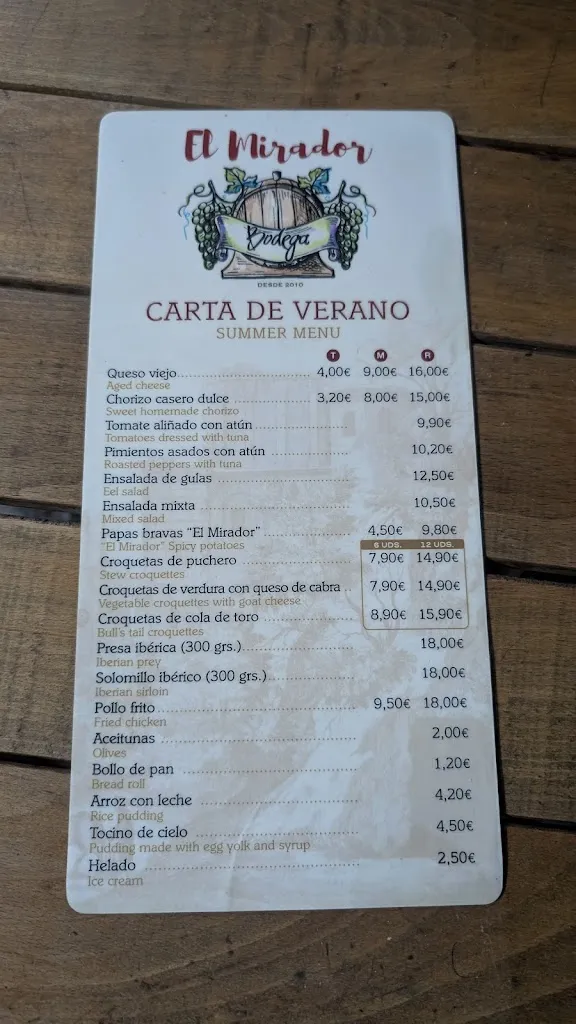 El Mirador
Bodega
DESDE 2010
CARTA DE VERANO
SUMMER MENU
T M R
Queso viejo 4,00€ 9,00€ 16,00€
Aged cheese
Chorizo casero dulce 3,20€ 8,00€ 15,00€
Sweet homemade chorizo
Tomate aliñado con atún 9,90€
Tomatoes dressed with tuna
Pimientos asados con atún 10,20€
Roasted peppers with tuna
Ensalada de gulas 12,50€
Eel salad
Ensalada mixta 10,50€
Mixed salad
Papas bravas "El Mirador" 4,50€ 9,80€
"El Mirador" Spicy potatoes
6 UDS. 12 UDS.
Croquetas de puchero 7,90€ 14,90€
Stew croquettes
Croquetas de verdura con queso de cabra 7,90€ 14,90€
Vegetable croquettes with goat cheese
Croquetas de cola de toro 8,90€ 15,90€
Bull's tail croquettes
Presa ibérica (300 grs.) 18,00€
Iberian prey
Solomillo ibérico (300 grs.) 18,00€
Iberian sirloin
Pollo frito 9,50€ 18,00€
Fried chicken
Aceitunas 2,00€
Olives
Bollo de pan 1,20€
Bread roll
Arroz con leche 4,20€
Rice pudding
Tocino de cielo 4,50€
Pudding made with egg yolk and syrup
Helado 2,50€
Ice cream